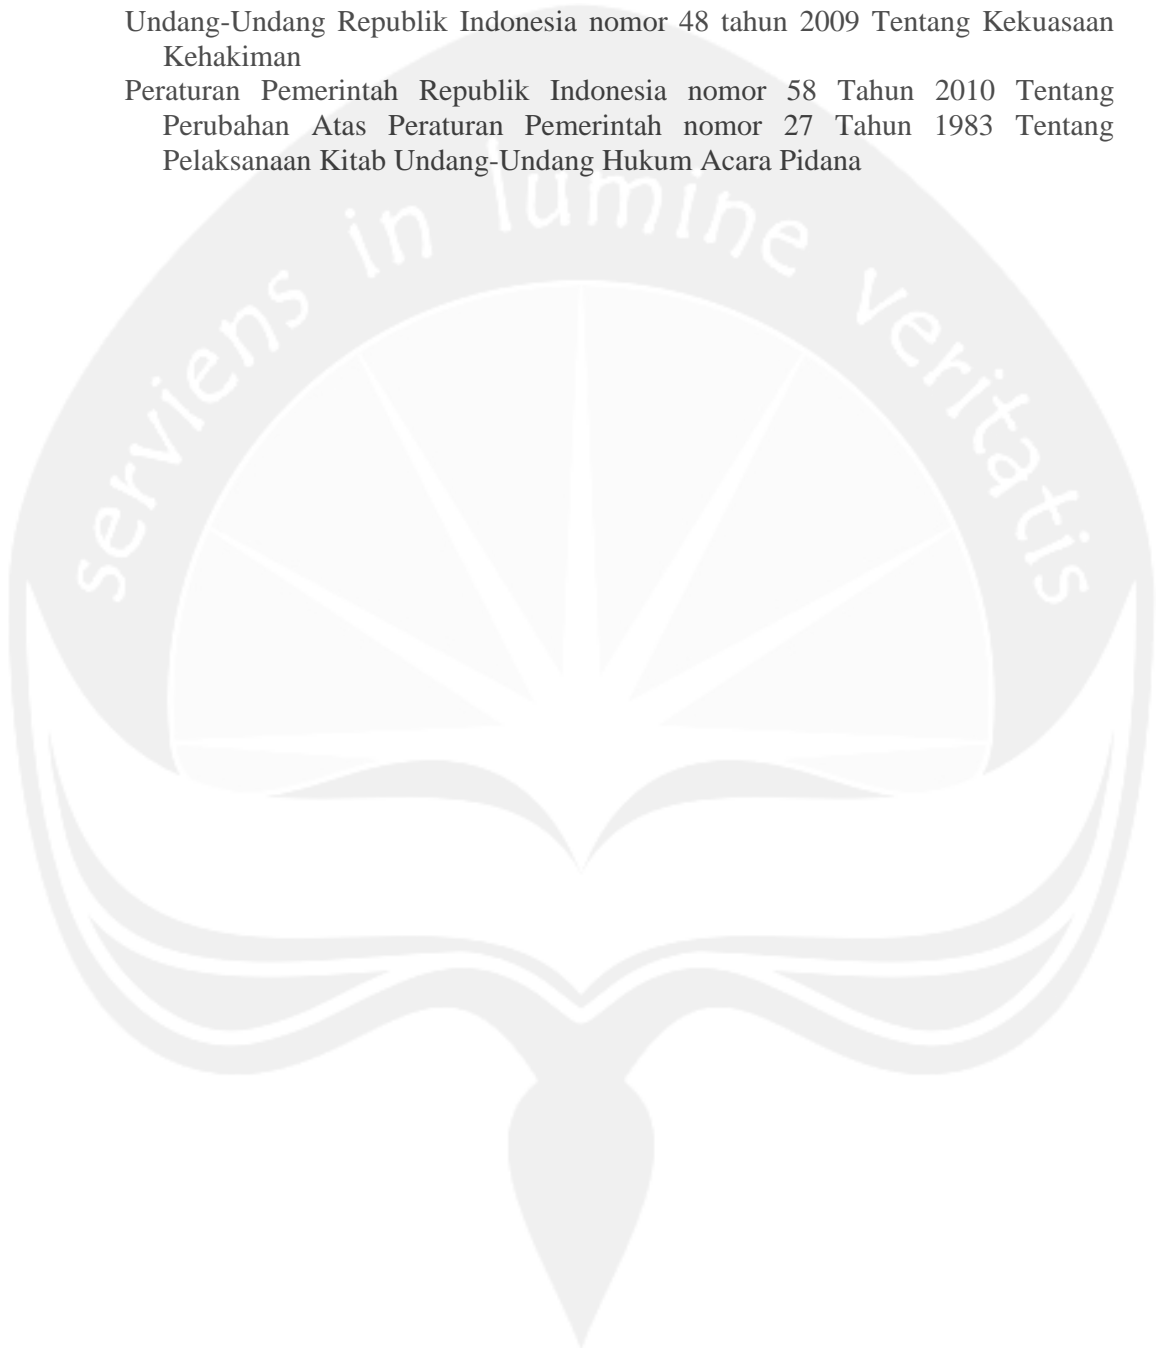 Undang-Undang Republik Indonesia nomor 48 tahun 2009 Tentang Kekuasaan
Kehakiman
Peraturan Pemerintah Republik Indonesia nomor 58 Tahun 2010 Tentang
Perubahan Atas Peraturan Pemerintah nomor 27 Tahun 1983 Tentang
Pelaksanaan Kitab Undang-Undang Hukum Acara Pidana
serviens in lumine veritatis